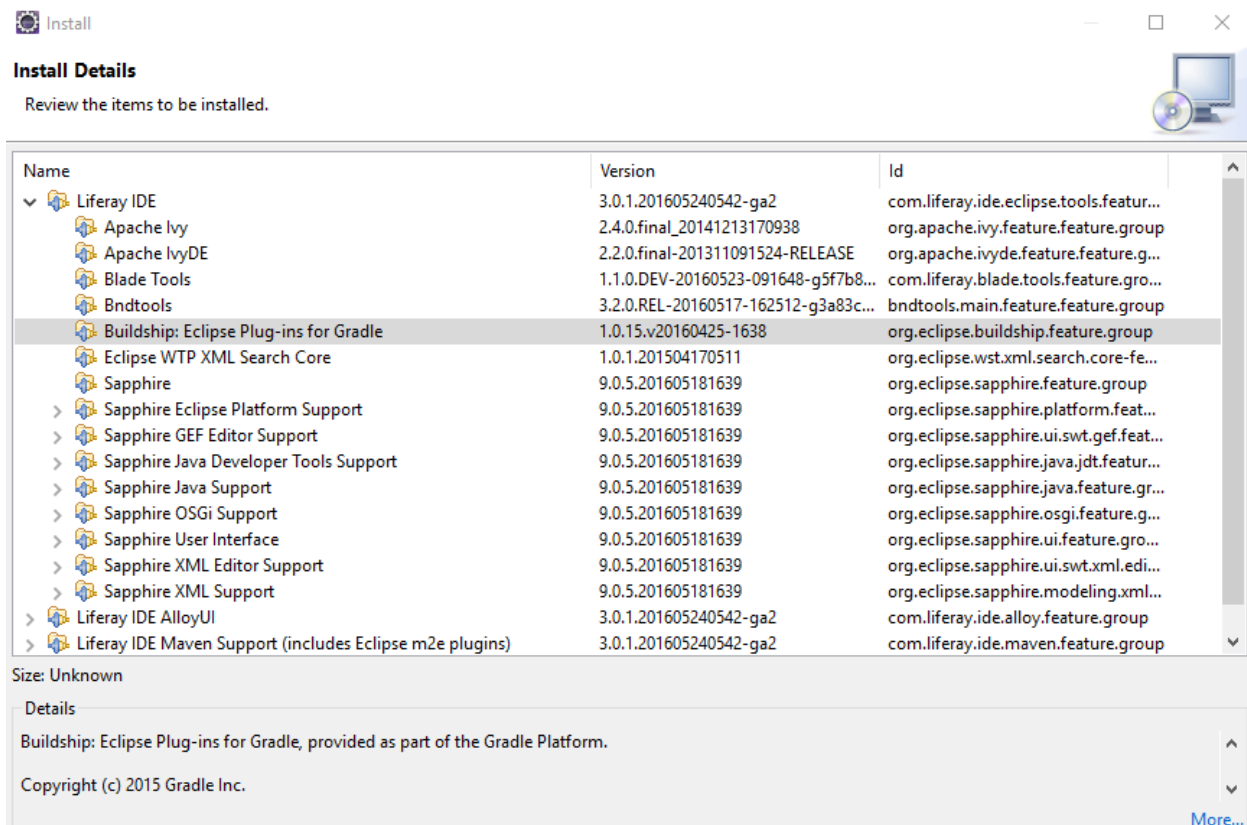 Install
Install Details
Review the items to be installed.
Name Version Id
Liferay IDE 3.0.1.201605240542-ga2 com.liferay.ide.eclipse.tools.featur...
Apache Ivy 2.4.0.final_20141213170938 org.apache.ivy.feature.feature.group
Apache IvyDE 2.2.0.final-201311091524-RELEASE org.apache.ivyde.feature.feature.g...
Blade Tools 1.1.0.DEV-20160523-091648-g5f7b8... com.liferay.blade.tools.feature.gro...
Bndtools 3.2.0.REL-20160517-162512-g3a83c... bndtools.main.feature.feature.group
Buildship: Eclipse Plug-ins for Gradle 1.0.15.v20160425-1638 org.eclipse.buildship.feature.group
Eclipse WTP XML Search Core 1.0.1.201504170511 org.eclipse.wst.xml.search.core-fe...
Sapphire 9.0.5.201605181639 org.eclipse.sapphire.feature.group
Sapphire Eclipse Platform Support 9.0.5.201605181639 org.eclipse.sapphire.platform.feat...
Sapphire GEF Editor Support 9.0.5.201605181639 org.eclipse.sapphire.ui.swt.gef.feat...
Sapphire Java Developer Tools Support 9.0.5.201605181639 org.eclipse.sapphire.java.jdt.featur...
Sapphire Java Support 9.0.5.201605181639 org.eclipse.sapphire.java.feature.gr...
Sapphire OSGi Support 9.0.5.201605181639 org.eclipse.sapphire.osgi.feature.g...
Sapphire User Interface 9.0.5.201605181639 org.eclipse.sapphire.ui.feature.gro...
Sapphire XML Editor Support 9.0.5.201605181639 org.eclipse.sapphire.ui.swt.xml.edi...
Sapphire XML Support 9.0.5.201605181639 org.eclipse.sapphire.modeling.xml...
Liferay IDE AlloyUI 3.0.1.201605240542-ga2 com.liferay.ide.alloy.feature.group
Liferay IDE Maven Support (includes Eclipse m2e plugins) 3.0.1.201605240542-ga2 com.liferay.ide.maven.feature.group
Size: Unknown
Details
Buildship: Eclipse Plug-ins for Gradle, provided as part of the Gradle Platform.
Copyright (c) 2015 Gradle Inc.
More...